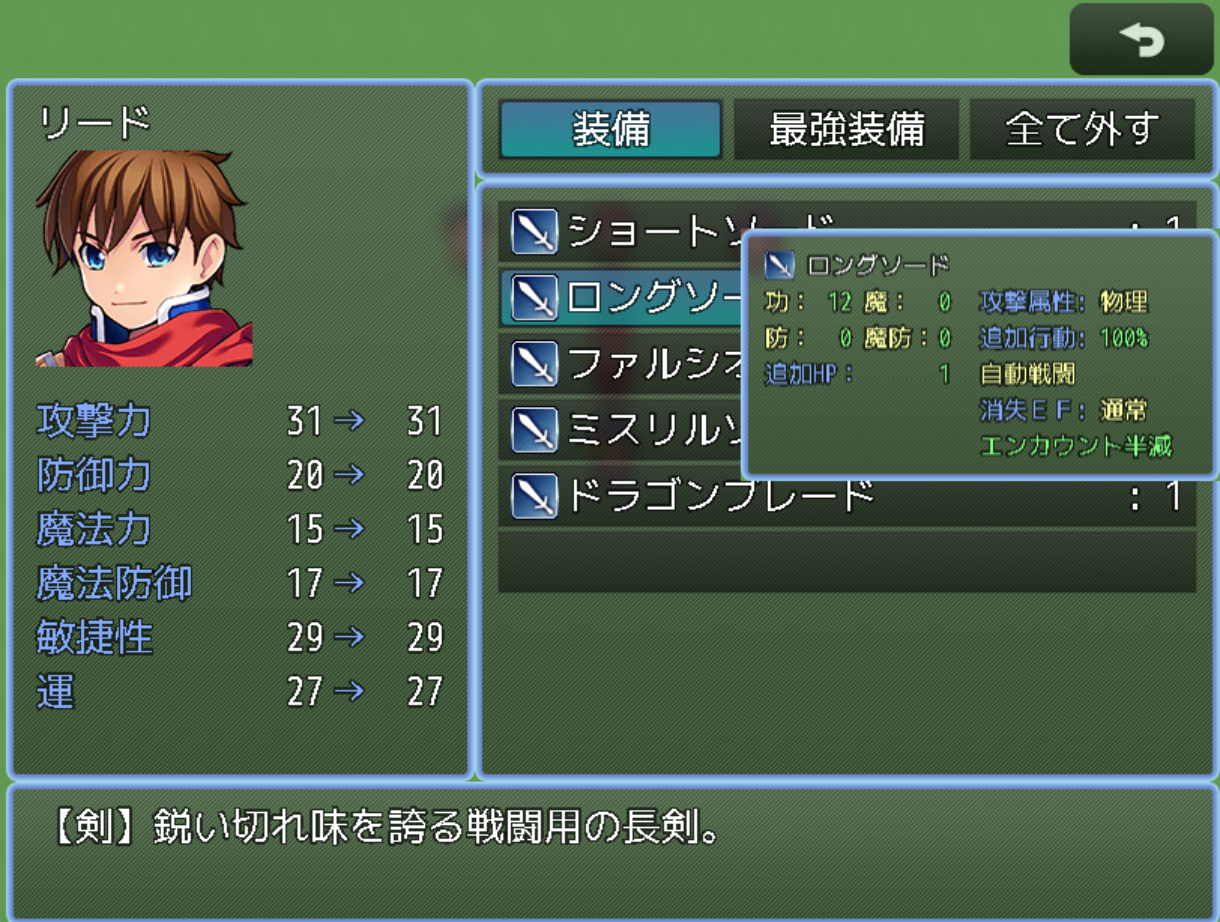 リード
攻撃力 31→ 31
防御力 20→ 20
魔法力 15→ 15
魔法防御 17→ 17
敏捷性 29→ 29
運 27→ 27
装備 最強装備 全て外す
ショートソード : 1
ロングソー
ファルシオ
ミスリルソ
ドラゴンブレード : 1
ロングソード
功: 12 魔: 0 攻撃属性: 物理
防: 0 魔防:0 追加行動: 100%
追加HP: 1 自動戦闘
消失EF: 通常
エンカウント半減
【剣】鋭い切れ味を誇る戦闘用の長剣。